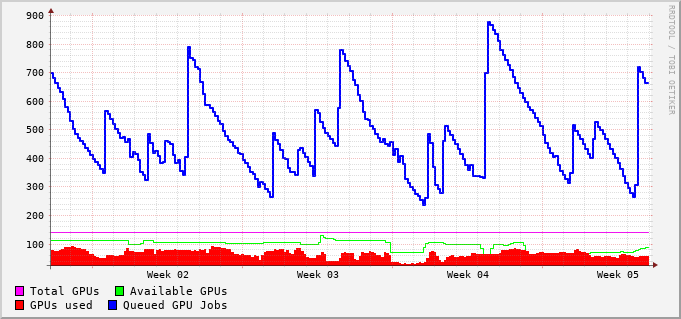 900
800
700
600
500
400
300
200
100
Week 02 Week 03 Week 04 Week 05
Total GPUs Available GPUs
GPUs used Queued GPU Jobs
RRDTOOL / TOBI OETIKER